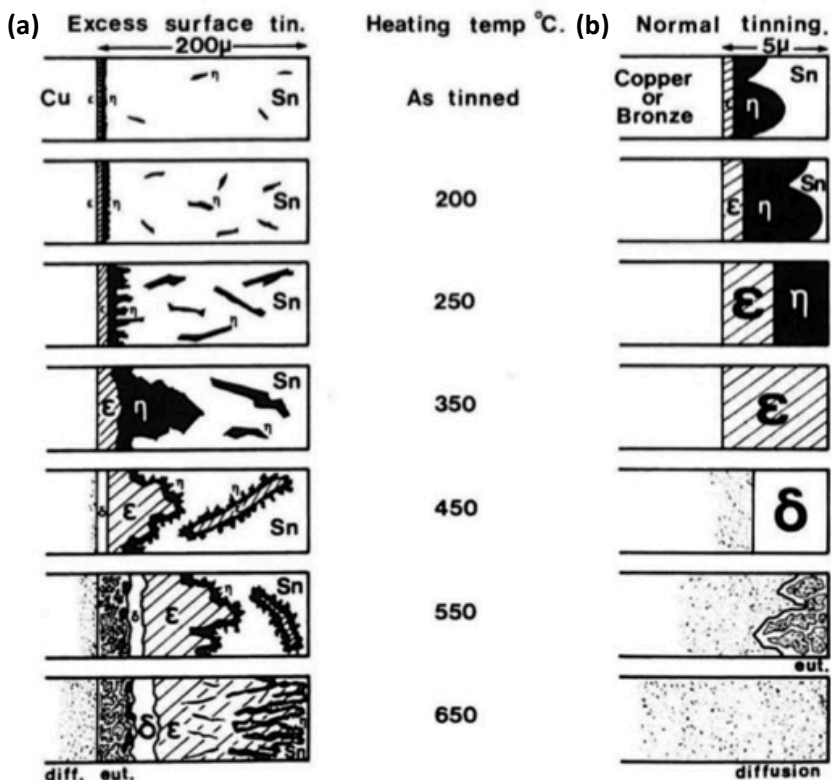 (a) Excess surface tin. Heating temp °C. (b) Normal tinning.
200µ 5µ
Cu ε η η Sn As tinned Copper or Bronze ε η Sn
ε η η Sn 200 ε η Sn
ε η η Sn 250 ε η
ε η η Sn 350 ε
δ ε η η Sn 450 δ
δ ε η Sn 550 eut.
δ ε Sn 650
diff. eut. diffusion